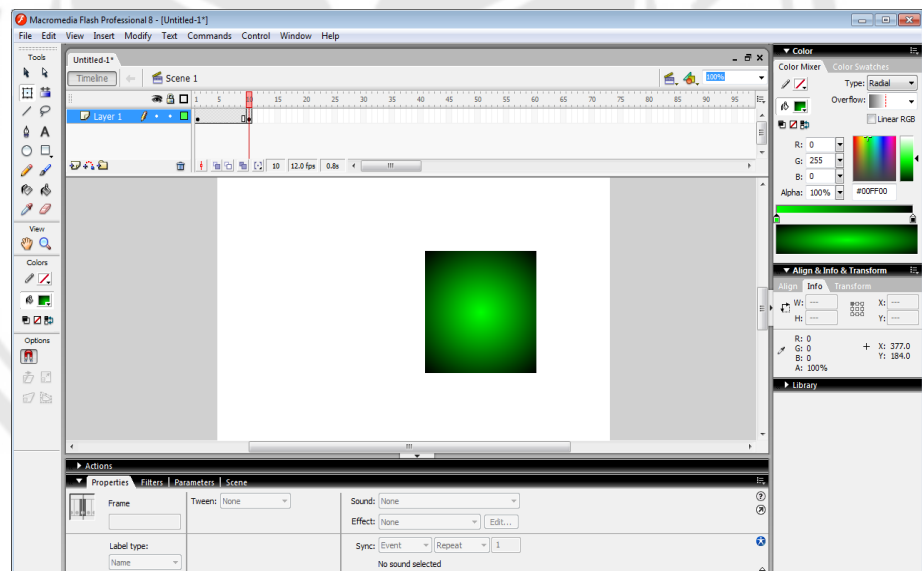 Macromedia Flash Professional 8 - [Untitled-1*]
File Edit View Insert Modify Text Commands Control Window Help
Tools
View
Colors
Options
Untitled-1*
Timeline Scene 1 100%
1 5 10 15 20 25 30 35 40 45 50 55 60 65 70 75 80 85 90 95
Layer 1
10 12.0 fps 0.8s
Actions
Properties Filters Parameters Scene
Frame Tween: None Sound: None
Effect: None Edit...
Label type: Sync: Event Repeat 1
Name No sound selected
Color
Color Mixer Color Swatches
Type: Radial
Overflow:
Linear RGB
R: 0
G: 255
B: 0
Alpha: 100% #00FF00
Align & Info & Transform
Align Info Transform
W: --- X: ---
H: --- Y: ---
R: 0
G: 0 + X: 377.0
B: 0 Y: 184.0
A: 100%
Library